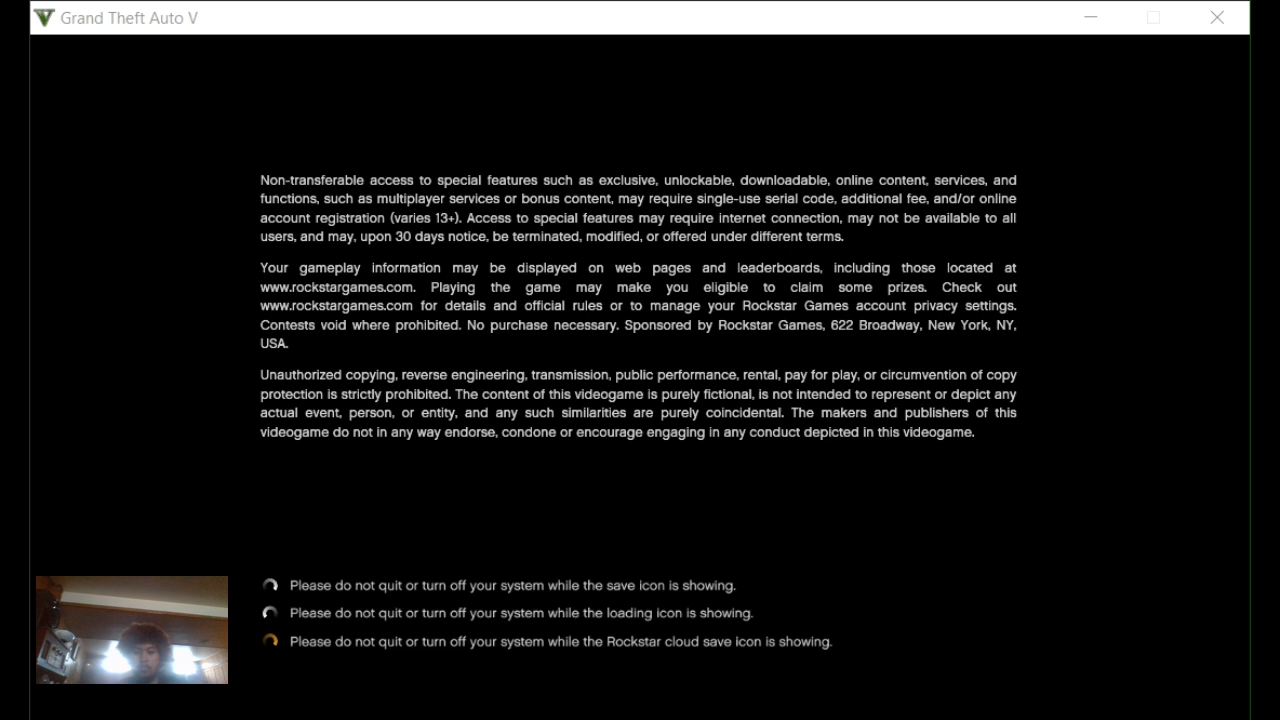 Grand Theft Auto V
Non-transferable access to special features such as exclusive, unlockable, downloadable, online content, services, and
functions, such as multiplayer services or bonus content, may require single-use serial code, additional fee, and/or online
account registration (varies 13+). Access to special features may require internet connection, may not be available to all
users, and may, upon 30 days notice, be terminated, modified, or offered under different terms.
Your gameplay information may be displayed on web pages and leaderboards, including those located at
www.rockstargames.com. Playing the game may make you eligible to claim some prizes. Check out
www.rockstargames.com for details and official rules or to manage your Rockstar Games account privacy settings.
Contests void where prohibited. No purchase necessary. Sponsored by Rockstar Games, 622 Broadway, New York, NY,
USA.
Unauthorized copying, reverse engineering, transmission, public performance, rental, pay for play, or circumvention of copy
protection is strictly prohibited. The content of this videogame is purely fictional, is not intended to represent or depict any
actual event, person, or entity, and any such similarities are purely coincidental. The makers and publishers of this
videogame do not in any way endorse, condone or encourage engaging in any conduct depicted in this videogame.
Please do not quit or turn off your system while the save icon is showing.
Please do not quit or turn off your system while the loading icon is showing.
Please do not quit or turn off your system while the Rockstar cloud save icon is showing.